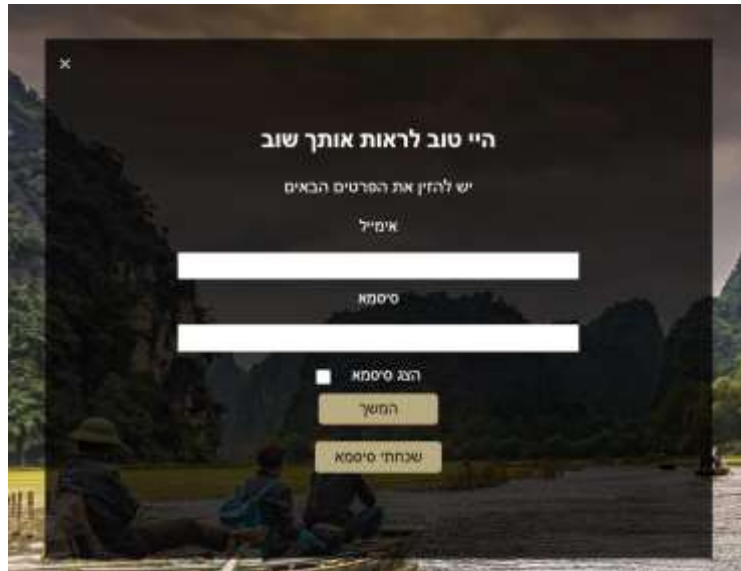 ×
היי טוב לראות אותך שוב
יש להזין את הפרטים הבאים
אימייל
סיסמא
הצג סיסמא
המשך
שכחתי סיסמא